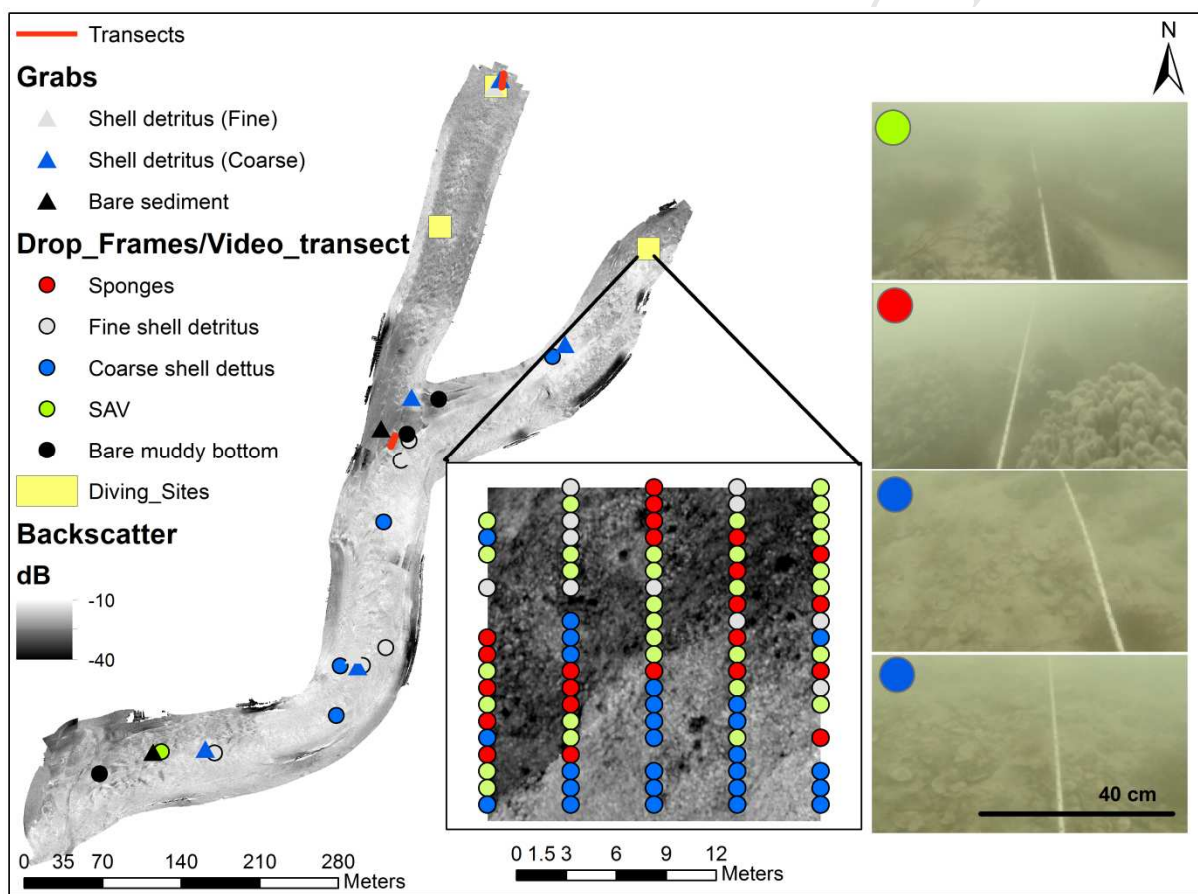 Transects
Grabs
Shell detritus (Fine)
Shell detritus (Coarse)
Bare sediment
Drop_Frames/Video_transect
Sponges
Fine shell detritus
Coarse shell dettus
SAV
Bare muddy bottom
Diving_Sites
Backscatter
dB
-10
-40
0 35 70 140 210 280
Meters
0 1.5 3 6 9 12
Meters
N
40 cm